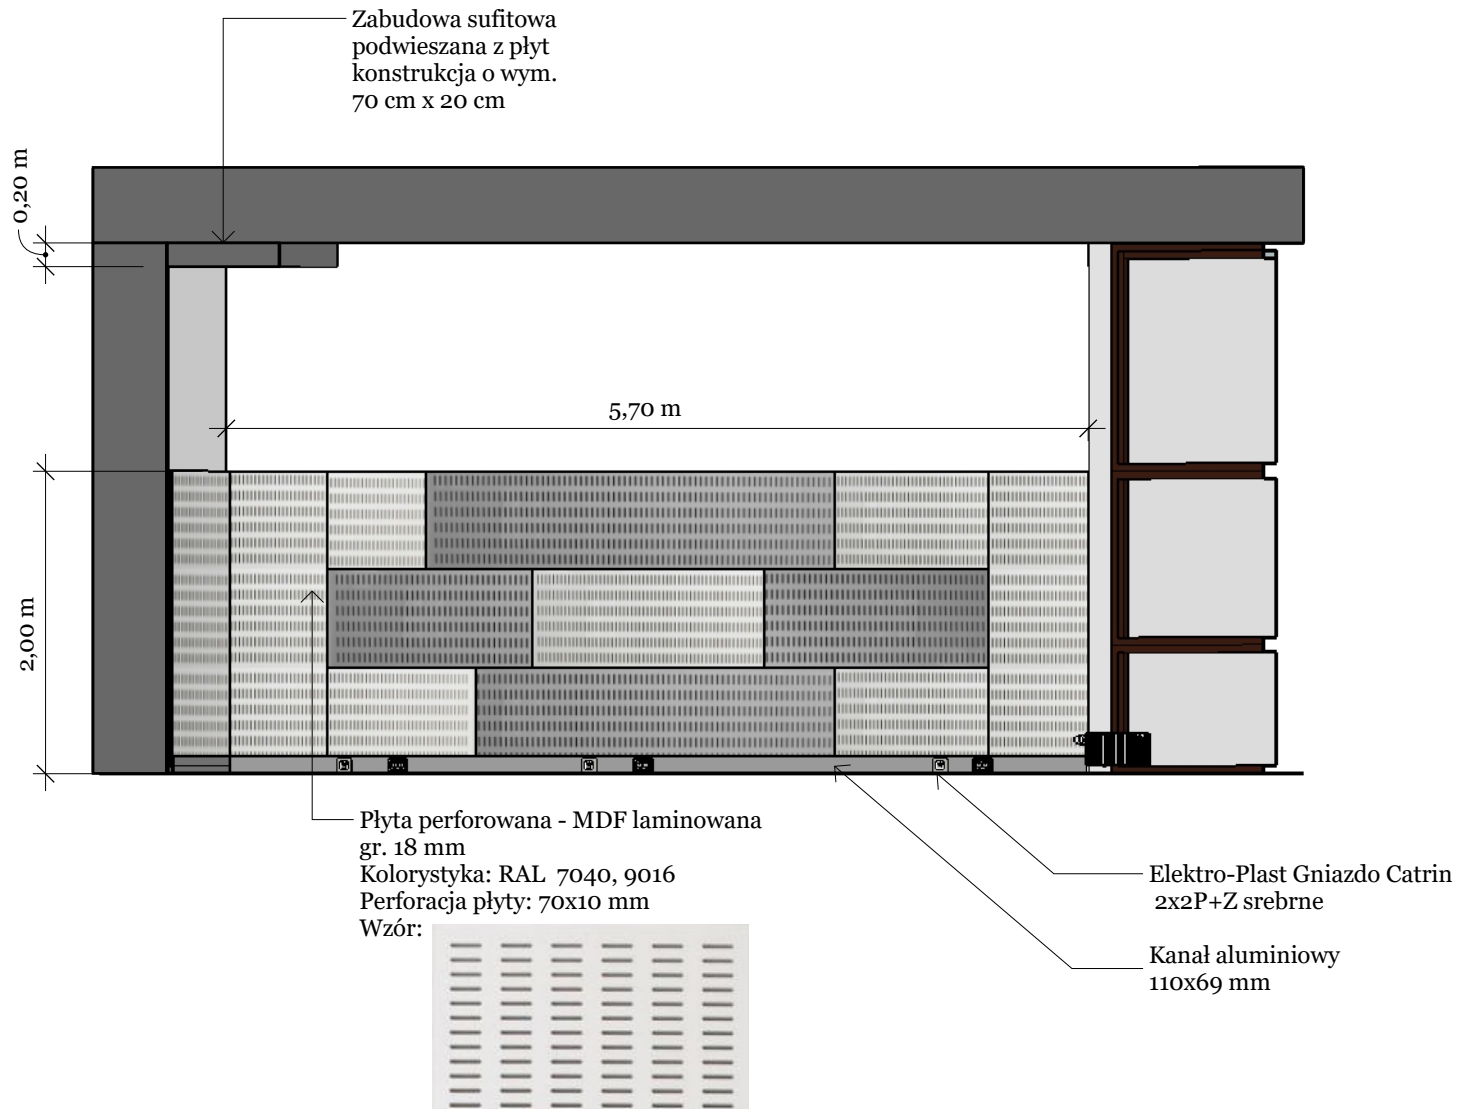 Zabudowa sufitowa
podwieszana z płyt
konstrukcja o wym.
70 cm x 20 cm
0,20 m
5,70 m
2,00 m
Płyta perforowana - MDF laminowana
gr. 18 mm
Kolorystyka: RAL 7040, 9016
Perforacja płyty: 70x10 mm
Wzór:
Elektro-Plast Gniazdo Catrin
2x2P+Z srebrne
Kanał aluminiowy
110x69 mm